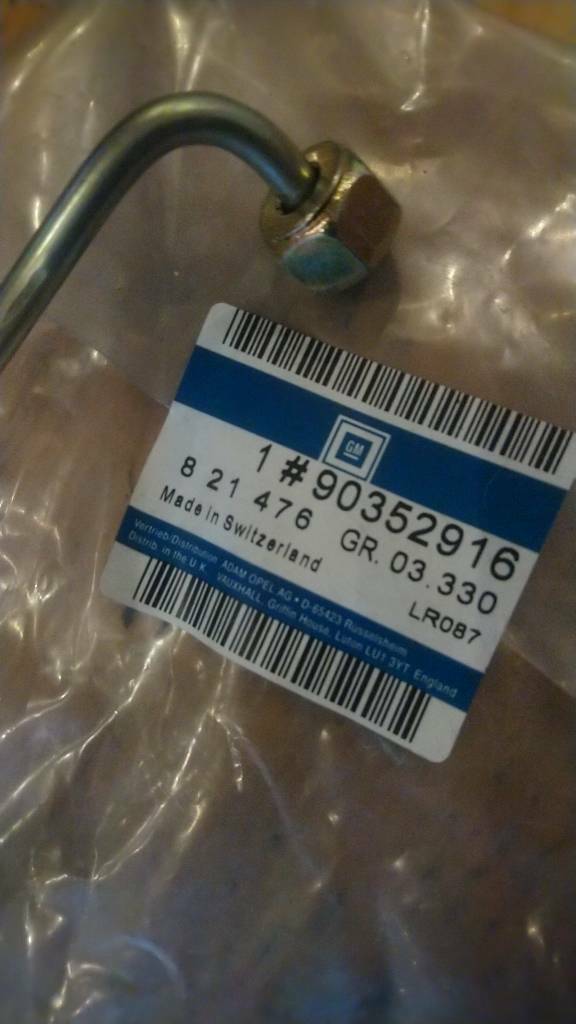 GM
1 #90352916
8 21 476 GR. 03.330
Made in Switzerland LR087
Vertrieb/Distribution ADAM OPEL AG • D-65423 Rüsselsheim
Distrib. in the U.K. VAUXHALL, Griffin House, Luton LU1 3YT England